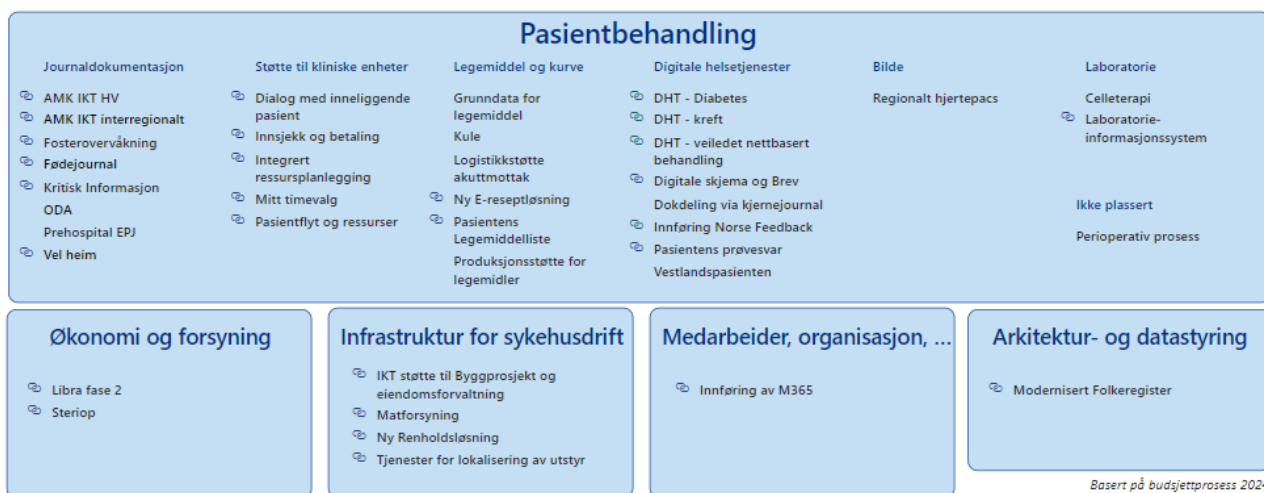 Pasientbehandling
Journaldokumentasjon
AMK IKT HV
AMK IKT interregionalt
Fosterovervåkning
Fødejournal
Kritisk Informasjon
ODA
Prehospital EPJ
Vel heim
Støtte til kliniske enheter
Dialog med inneliggende
pasient
Innsjekk og betaling
Integrert
ressursplanlegging
Mitt timevalg
Pasientflyt og ressurser
Legemiddel og kurve
Grunndata for
legemiddel
Kule
Logistikkstøtte
akuttmottak
Ny E-reseptløsning
Pasientens
Legemiddelliste
Produksjonsstøtte for
legemidler
Digitale helsetjenester
DHT - Diabetes
DHT - kreft
DHT - veiledet nettbasert
behandling
Digitale skjema og Brev
Dokdeling via kjernejournal
Innføring Norse Feedback
Pasientens prøvesvar
Vestlandspasienten
Bilde
Regionalt hjertepacs
Laboratorie
Celleterapi
Laboratorie-
informasjonssystem
Ikke plassert
Perioperativ prosess
Økonomi og forsyning
Libra fase 2
Steriop
Infrastruktur for sykehusdrift
IKT støtte til Byggprosjekt og
eiendomsforvaltning
Matforsyning
Ny Renholdsløsning
Tjenester for lokalisering av utstyr
Medarbeider, organisasjon, ...
Innføring av M365
Arkitektur- og datastyring
Modernisert Folkeregister
Basert på budsjettprosess 2024